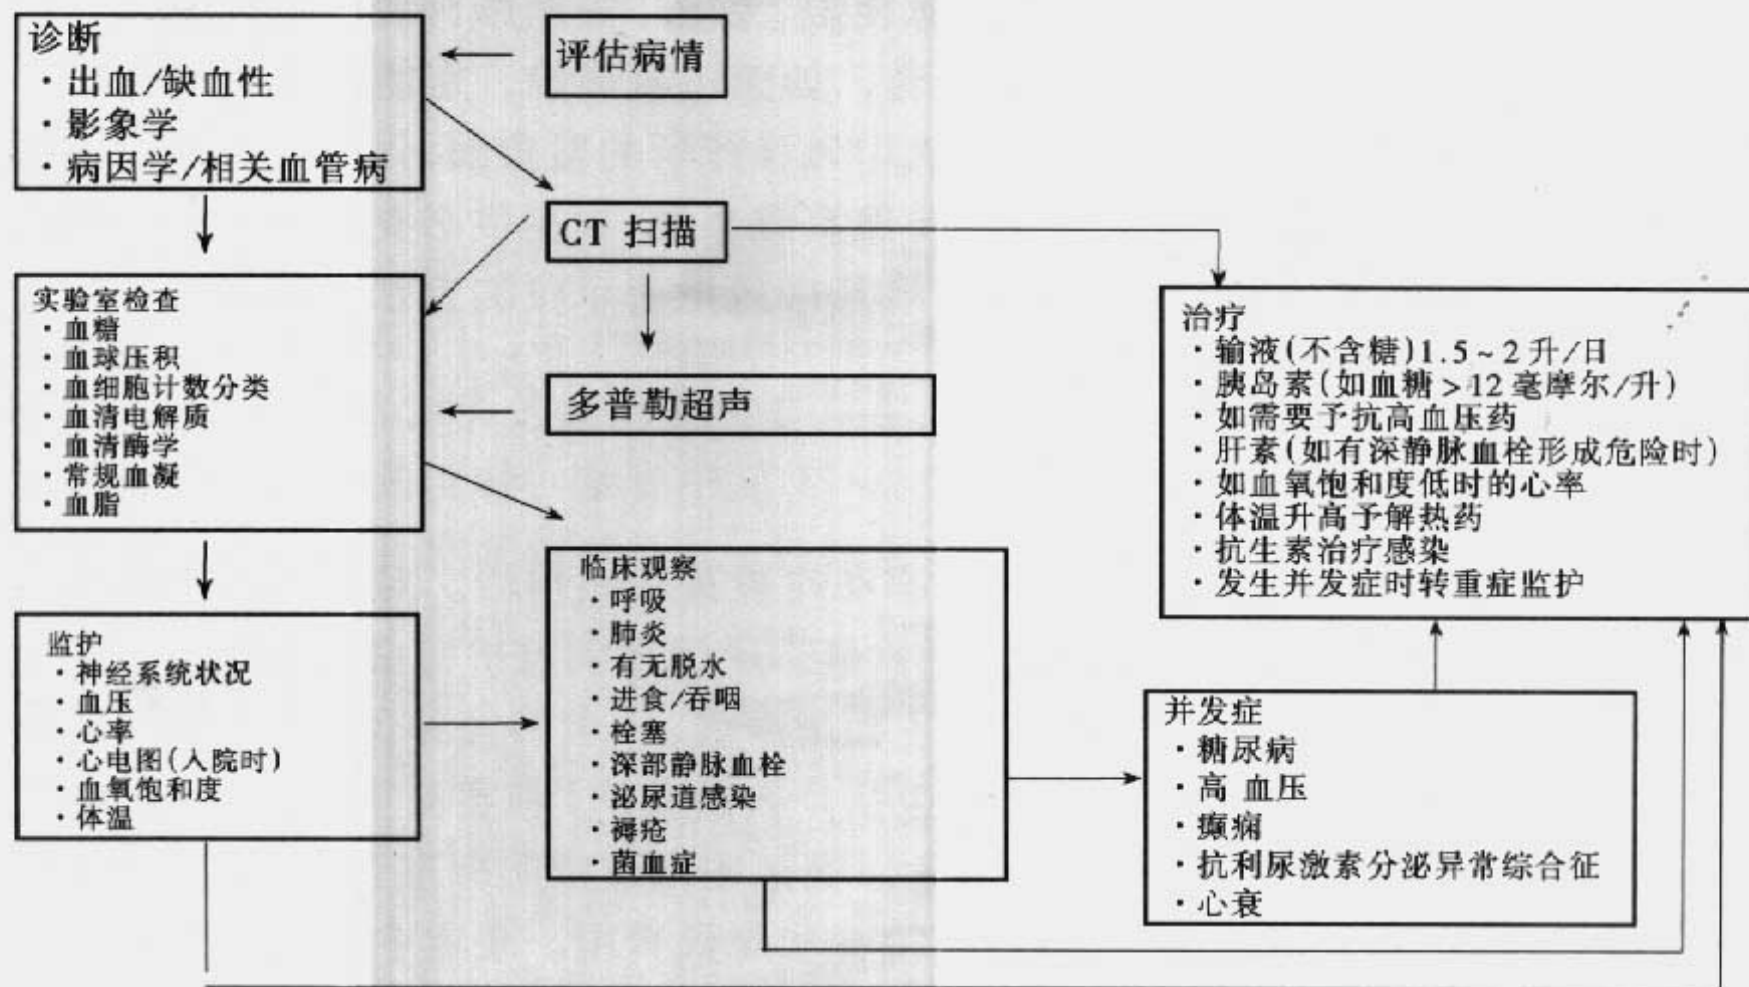 诊断
·出血/缺血性
·影象学
·病因学/相关血管病
评估病情
CT 扫描
实验室检查
·血糖
·血球压积
·血细胞计数分类
·血清电解质
·血清酶学
·常规血凝
·血脂
多普勒超声
治疗
·输液(不含糖)1.5~2升/日
·胰岛素(如血糖>12毫摩尔/升)
·如需要予抗高血压药
·肝素(如有深静脉血栓形成危险时)
·如血氧饱和度低时的心率
·体温升高予解热药
·抗生素治疗感染
·发生并发症时转重症监护
监护
·神经系统状况
·血压
·心率
·心电图(入院时)
·血氧饱和度
·体温
临床观察
·呼吸
·肺炎
·有无脱水
·进食/吞咽
·栓塞
·深部静脉血栓
·泌尿道感染
·褥疮
·菌血症
并发症
·糖尿病
·高 血压
·癫痫
·抗利尿激素分泌异常综合征
·心衰